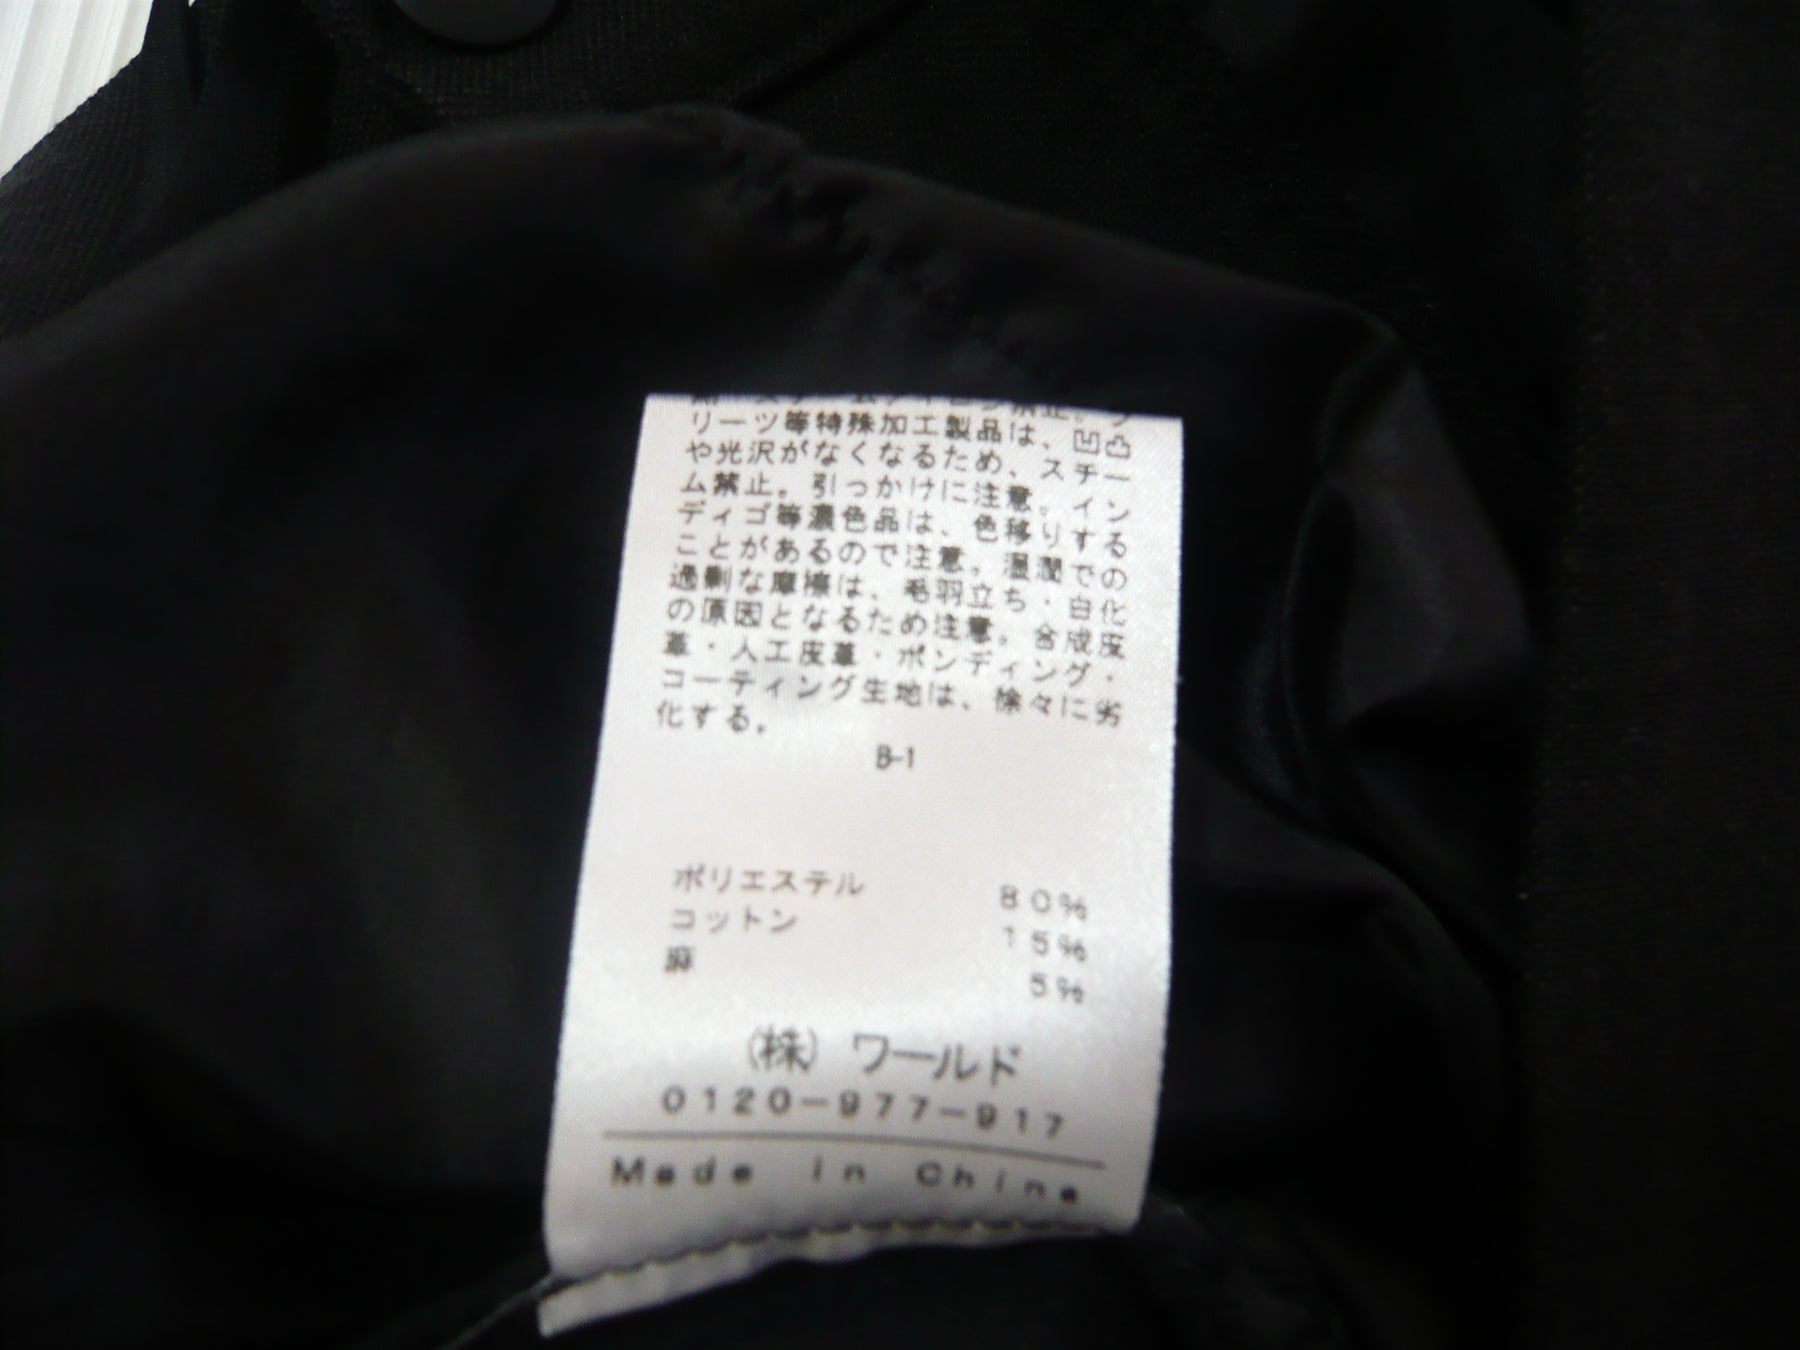 リーツ等特殊加工製品は、凹凸
や光沢がなくなるため、スチー
ム禁止。引っかけに注意。イン
ディゴ等濃色品は、色移りする
ことがあるので注意。湿潤での
過剰な摩擦は、毛羽立ち・白化
の原因となるため注意。合成皮
革・人工皮革・ボンディング・
コーティング生地は、徐々に劣
化する。
B-1
ポリエステル 80%
コットン 15%
麻 5%
(株) ワールド
0120-977-917
Made in China